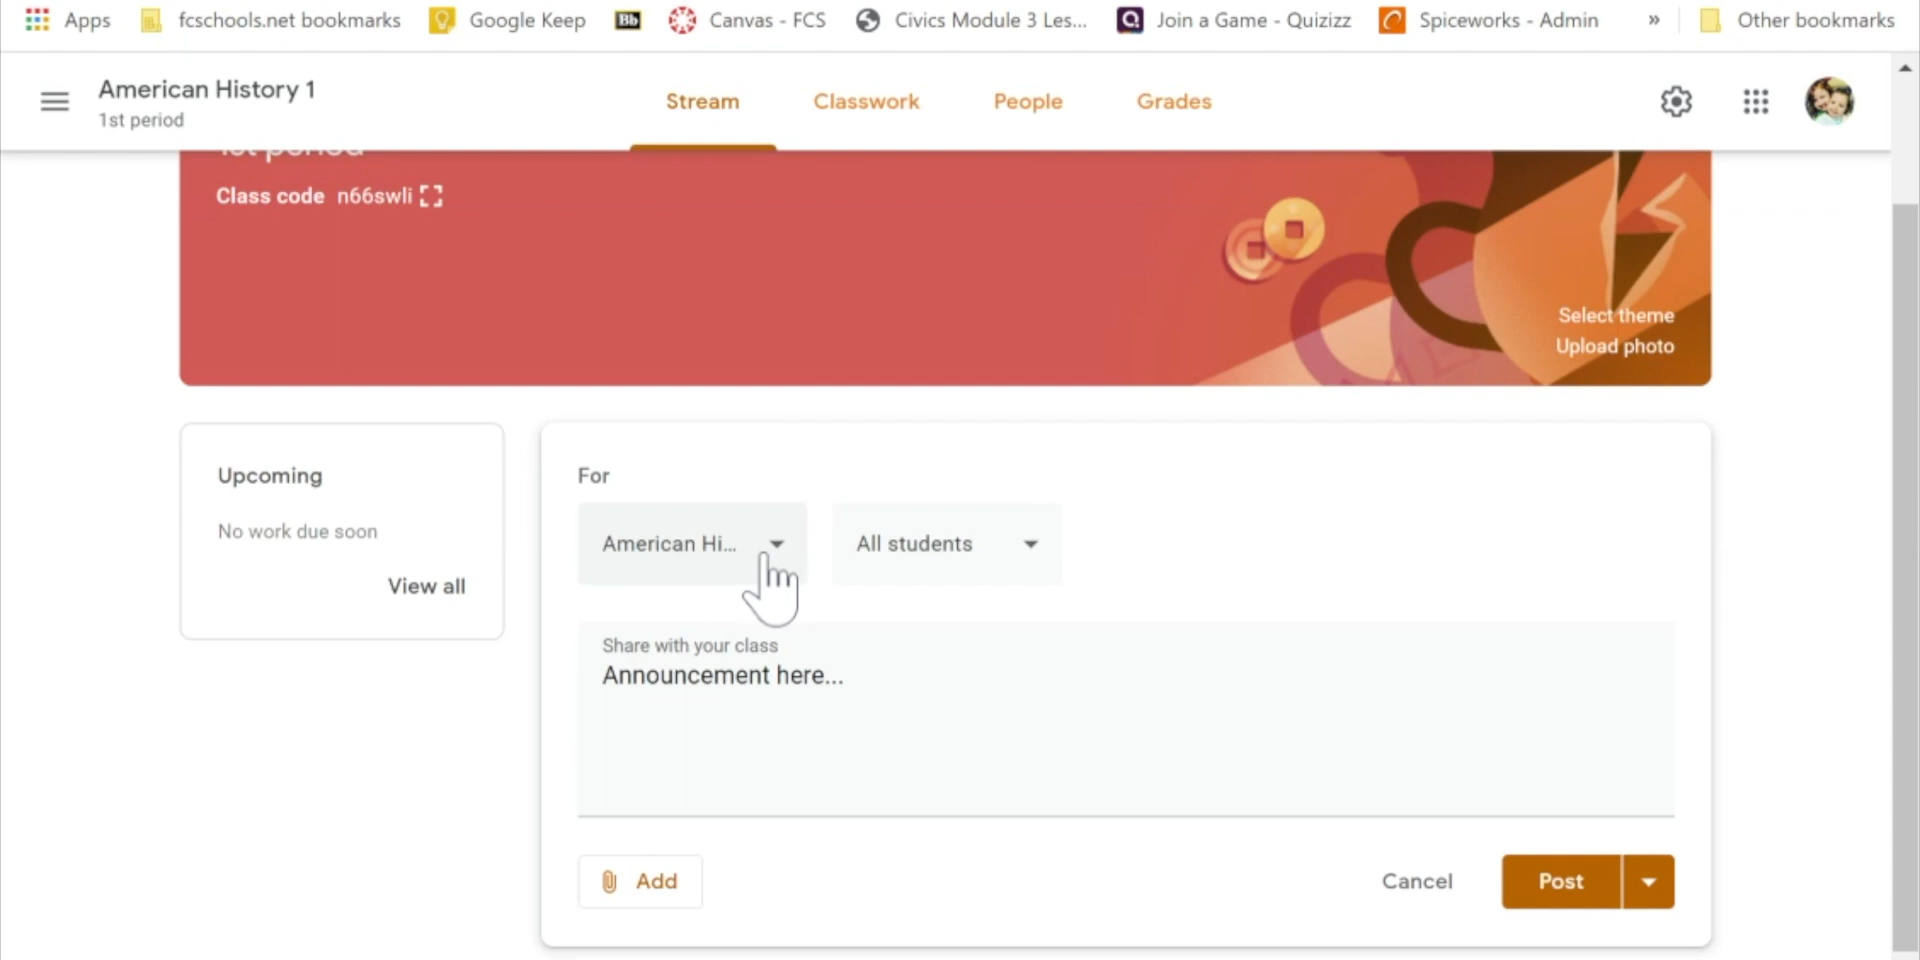 Apps fcschools.net bookmarks Google Keep Bb Canvas - FCS Civics Module 3 Les... Join a Game - Quizizz Spiceworks - Admin » Other bookmarks
American History 1
1st period
Stream Classwork People Grades
1st period
Class code n66swli
Select theme
Upload photo
Upcoming
No work due soon
View all
For
American Hi... All students
Share with your class
Announcement here...
Add Cancel Post